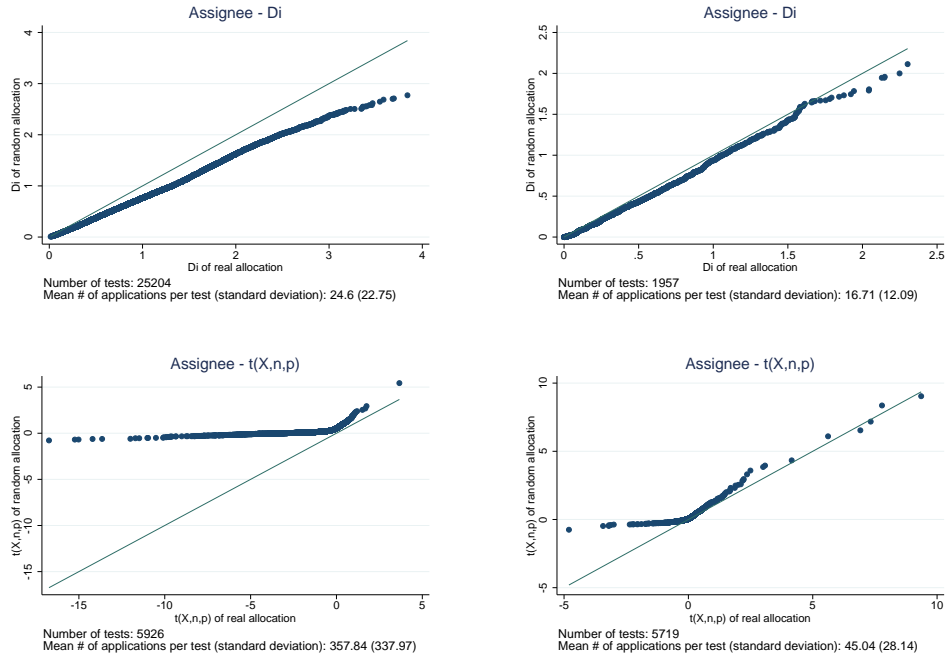 Assignee - Di
Di of random allocation
4
3
2
1
0
0 1 2 3 4
Di of real allocation
Number of tests: 25204
Mean # of applications per test (standard deviation): 24.6 (22.75)
Assignee - Di
Di of random allocation
2.5
2
1.5
1
.5
0
0 .5 1 1.5 2 2.5
Di of real allocation
Number of tests: 1957
Mean # of applications per test (standard deviation): 16.71 (12.09)
Assignee - t(X,n,p)
t(X,n,p) of random allocation
5
0
-5
-10
-15
-15 -10 -5 0 5
t(X,n,p) of real allocation
Number of tests: 5926
Mean # of applications per test (standard deviation): 357.84 (337.97)
Assignee - t(X,n,p)
t(X,n,p) of random allocation
10
5
0
-5
-5 0 5 10
t(X,n,p) of real allocation
Number of tests: 5719
Mean # of applications per test (standard deviation): 45.04 (28.14)